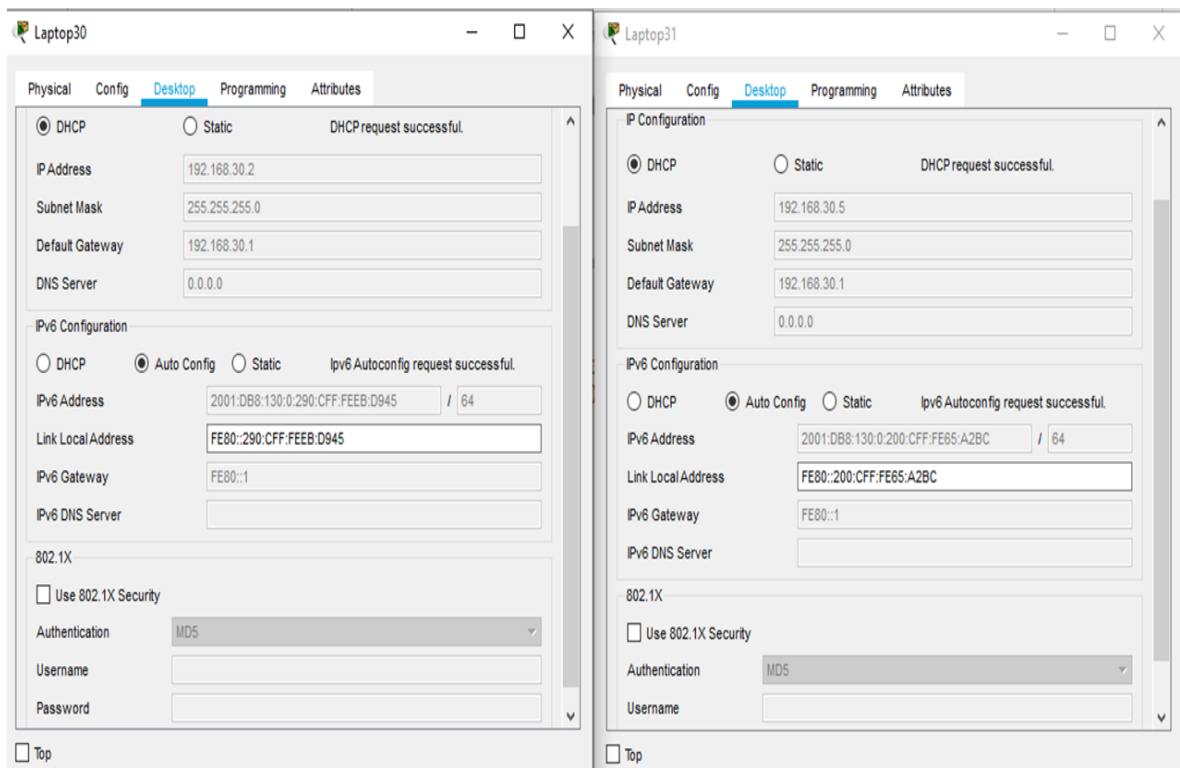 Laptop30
Physical Config Desktop Programming Attributes
DHCP Static DHCP request successful.
IP Address 192.168.30.2
Subnet Mask 255.255.255.0
Default Gateway 192.168.30.1
DNS Server 0.0.0.0
IPv6 Configuration
DHCP Auto Config Static Ipv6 Autoconfig request successful.
IPv6 Address 2001:DB8:130:0:290:CFF:FEEB:D945 / 64
Link Local Address FE80::290:CFF:FEEB:D945
IPv6 Gateway FE80::1
IPv6 DNS Server
802.1X
Use 802.1X Security
Authentication MD5
Username
Password
Top
Laptop31
Physical Config Desktop Programming Attributes
IP Configuration
DHCP Static DHCP request successful.
IP Address 192.168.30.5
Subnet Mask 255.255.255.0
Default Gateway 192.168.30.1
DNS Server 0.0.0.0
IPv6 Configuration
DHCP Auto Config Static Ipv6 Autoconfig request successful.
IPv6 Address 2001:DB8:130:0:200:CFF:FE65:A2BC / 64
Link Local Address FE80::200:CFF:FE65:A2BC
IPv6 Gateway FE80::1
IPv6 DNS Server
802.1X
Use 802.1X Security
Authentication MD5
Username
Top